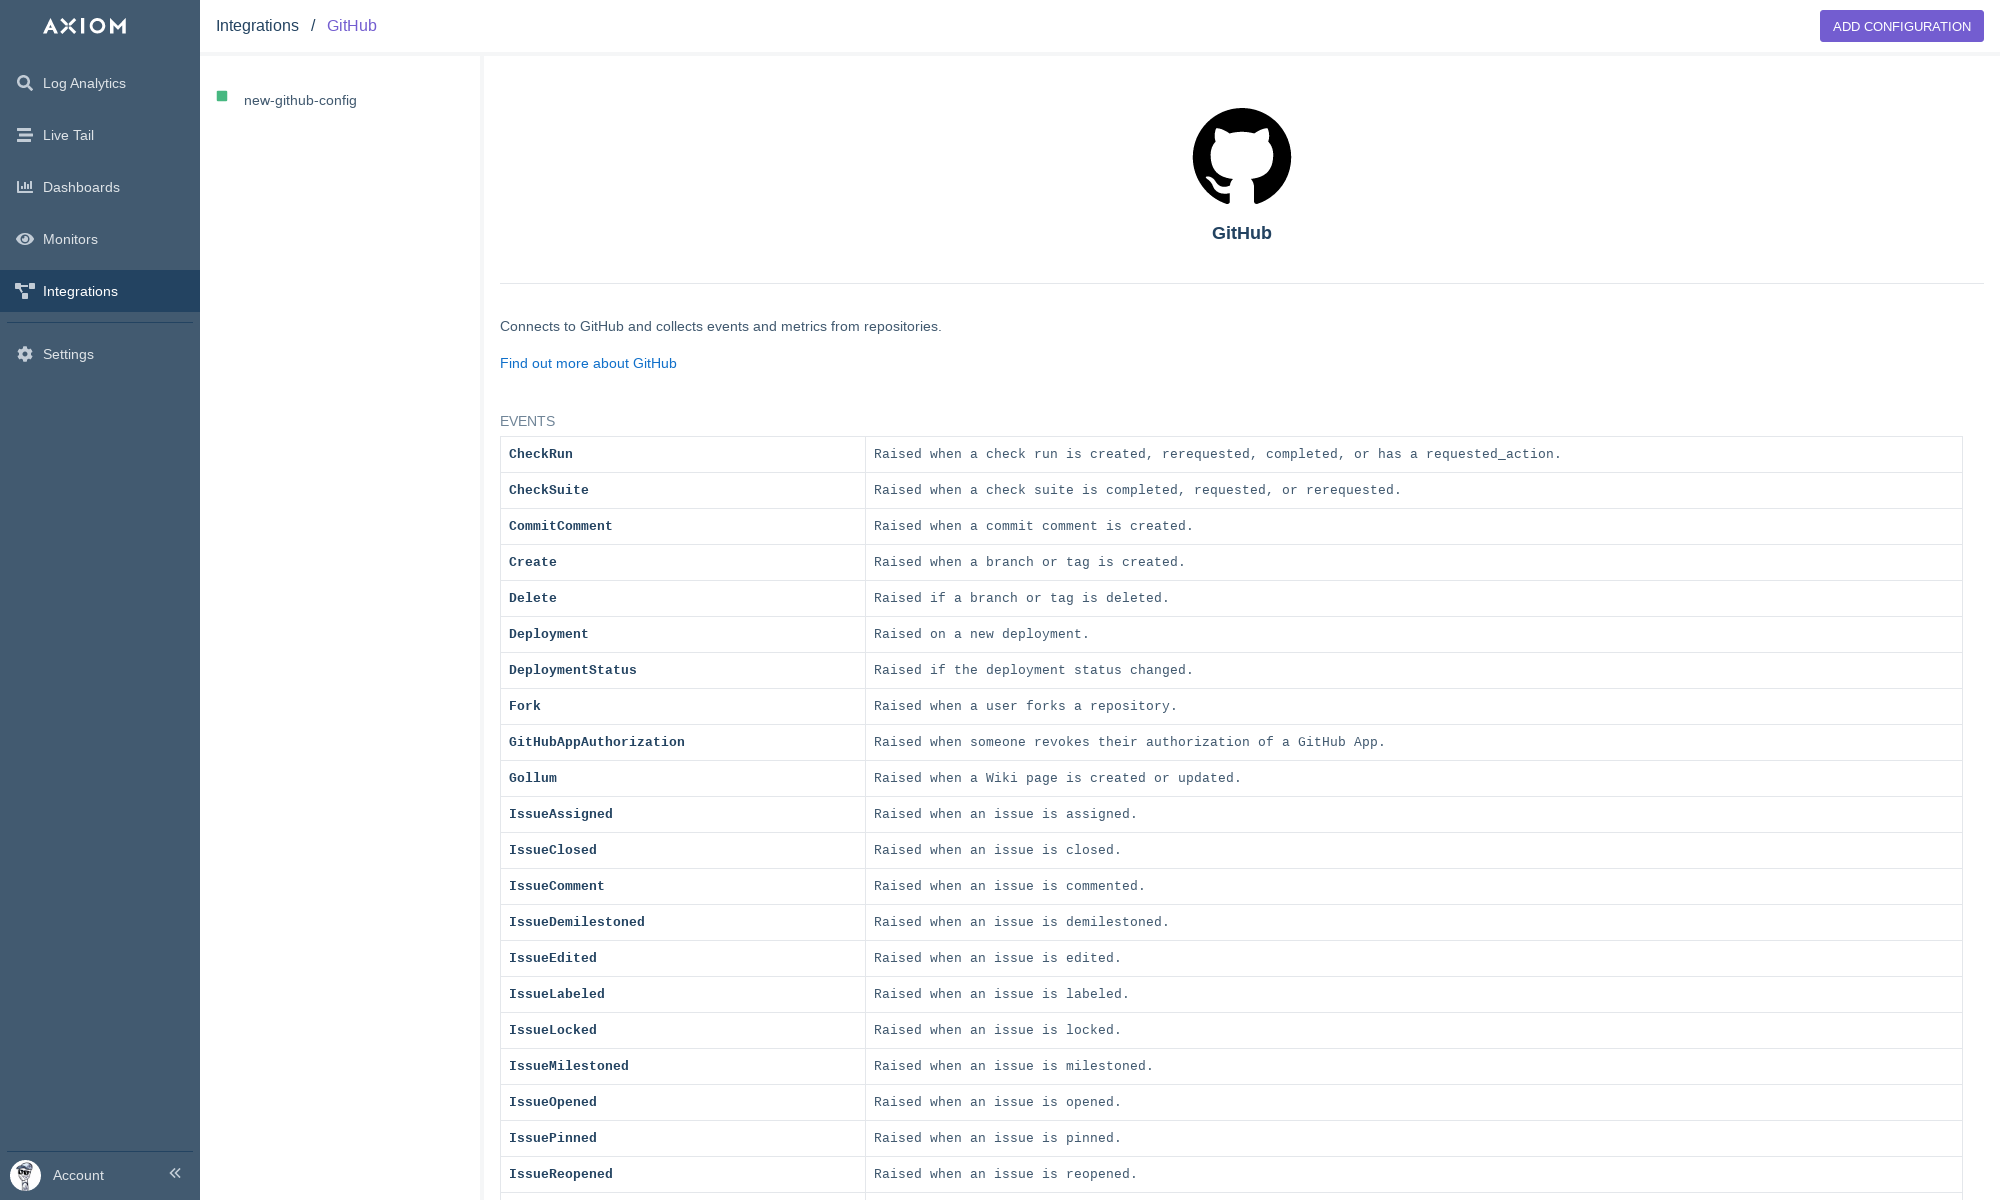 AXIOM
Log Analytics
Live Tail
Dashboards
Monitors
Integrations
Settings
Account
Integrations / GitHub
ADD CONFIGURATION
new-github-config
GitHub
Connects to GitHub and collects events and metrics from repositories.
Find out more about GitHub
EVENTS
CheckRun Raised when a check run is created, rerequested, completed, or has a requested_action.
CheckSuite Raised when a check suite is completed, requested, or rerequested.
CommitComment Raised when a commit comment is created.
Create Raised when a branch or tag is created.
Delete Raised if a branch or tag is deleted.
Deployment Raised on a new deployment.
DeploymentStatus Raised if the deployment status changed.
Fork Raised when a user forks a repository.
GitHubAppAuthorization Raised when someone revokes their authorization of a GitHub App.
Gollum Raised when a Wiki page is created or updated.
IssueAssigned Raised when an issue is assigned.
IssueClosed Raised when an issue is closed.
IssueComment Raised when an issue is commented.
IssueDemilestoned Raised when an issue is demilestoned.
IssueEdited Raised when an issue is edited.
IssueLabeled Raised when an issue is labeled.
IssueLocked Raised when an issue is locked.
IssueMilestoned Raised when an issue is milestoned.
IssueOpened Raised when an issue is opened.
IssuePinned Raised when an issue is pinned.
IssueReopened Raised when an issue is reopened.